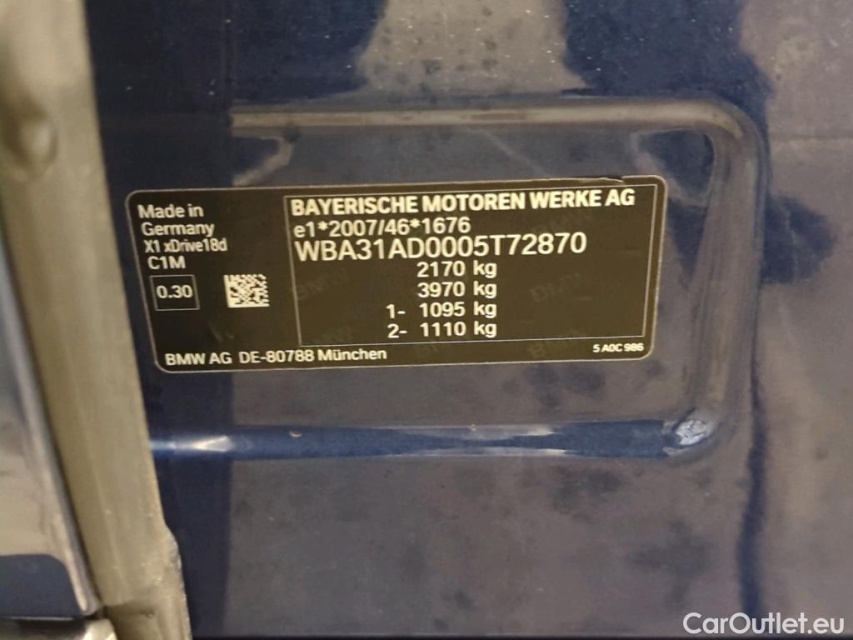 Made in
Germany
X1 xDrive18d
C1M
0.30
BAYERISCHE MOTOREN WERKE AG
e1*2007/46*1676
WBA31AD0005T72870
2170 kg
3970 kg
1- 1095 kg
2- 1110 kg
BMW AG DE-80788 München
5 A0C 986
CarOutlet.eu